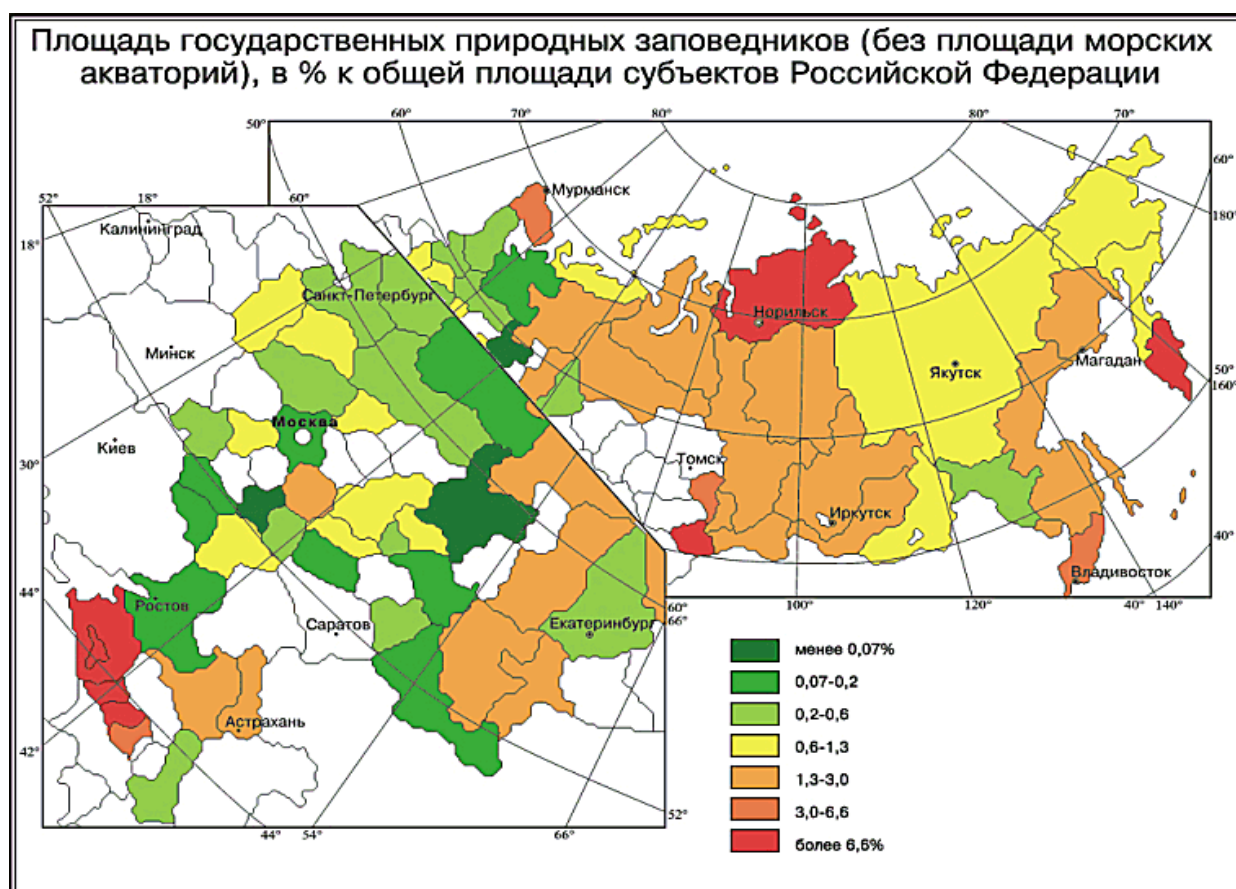 Площадь государственных природных заповедников (без площади морских
акваторий), в % к общей площади субъектов Российской Федерации
50°
60°
70°
80°
80°
70°
52°
18°
60°
60°
Мурманск
Калининград
180°
18°
Санкт-Петербург
Норильск
Минск
Магадан
Якутск
50°
160°
Москва
Киев
30°
Томск
Иркутск
40°
Владивосток
44°
Ростов
100°
120°
40°
140°
60°
66°
Саратов
Екатеринбург
менее 0,07%
0,07-0,2
0,2-0,6
Астрахань
42°
0,6-1,3
1,3-3,0
3,0-6,6
52°
44°
54°
66°
более 6,6%